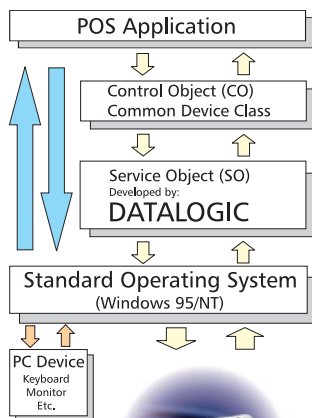 POS Application
Control Object (CO)
Common Device Class
Service Object (SO)
Developed by:
DATALOGIC
Standard Operating System
(Windows 95/NT)
PC Device
Keyboard
Monitor
Etc.